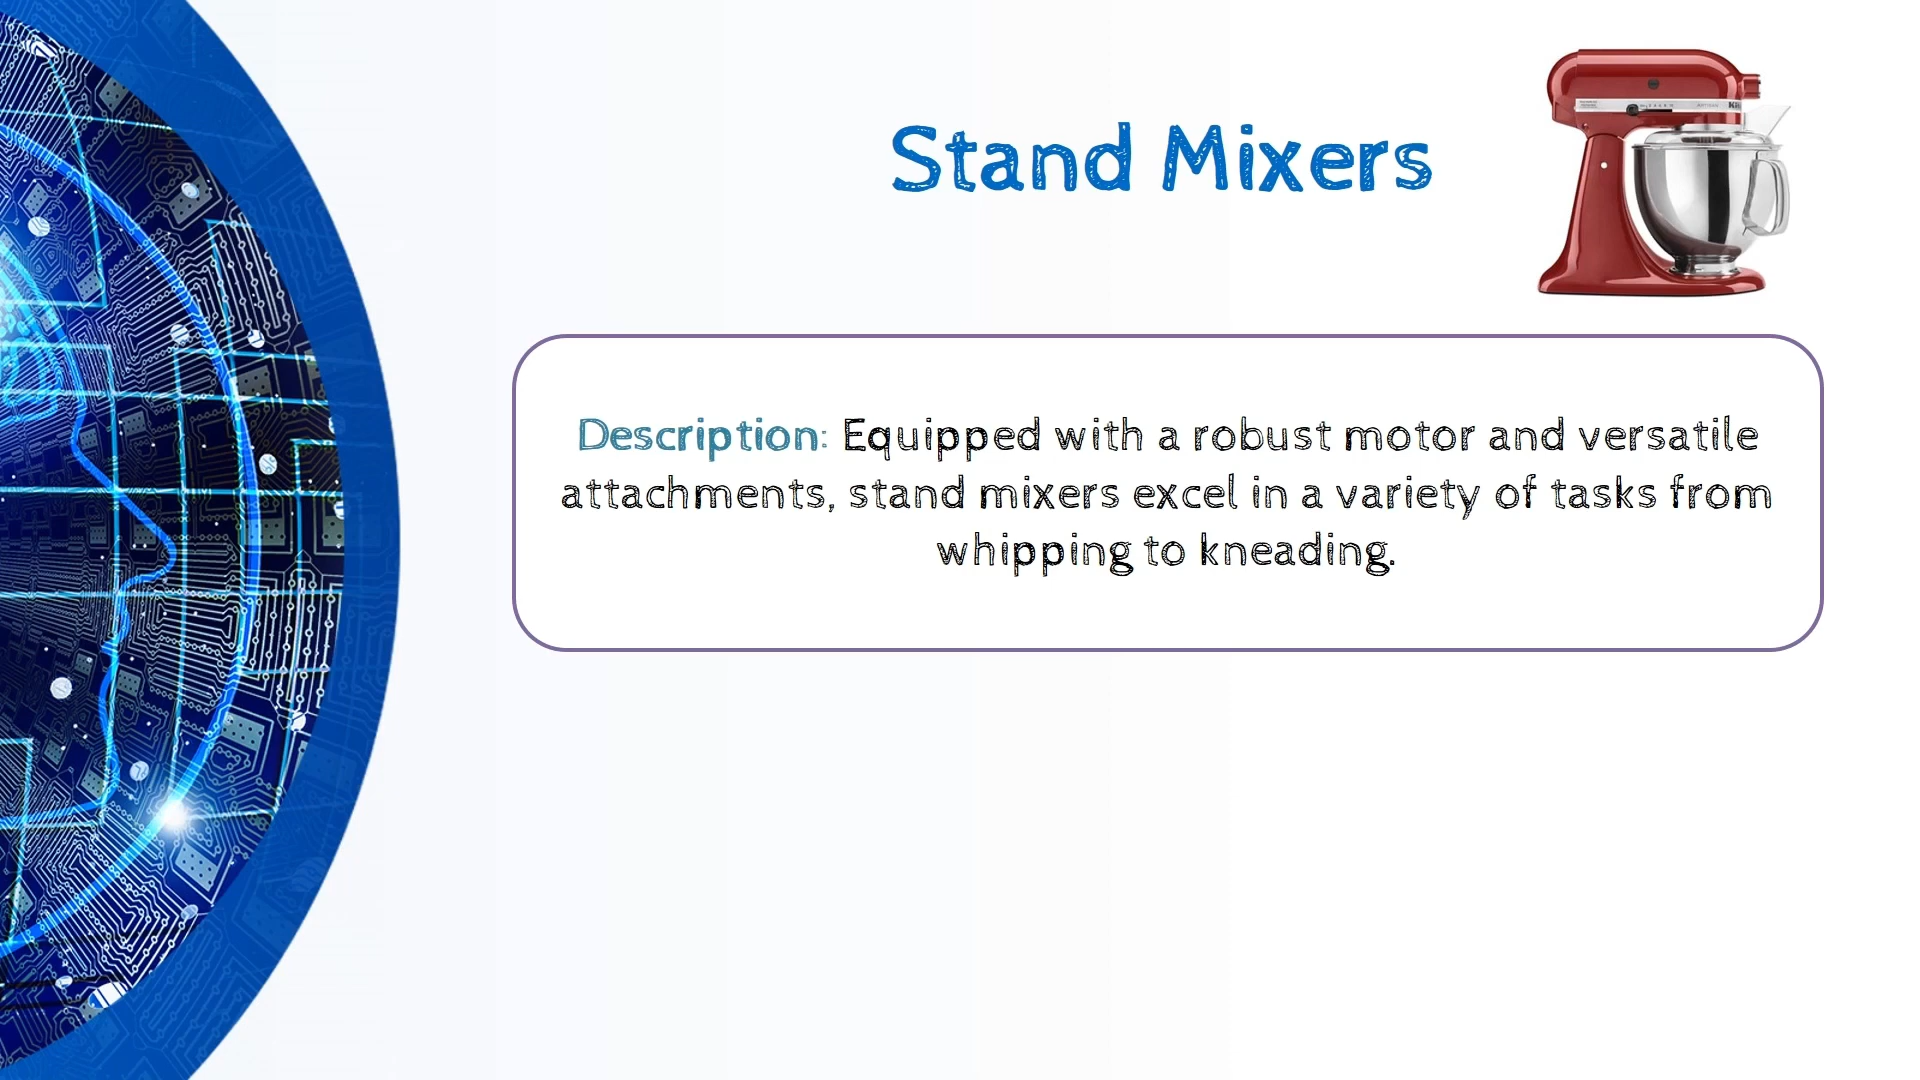 Stand Mixers
Description: Equipped with a robust motor and versatile
attachments, stand mixers excel in a variety of tasks from
whipping to kneading.